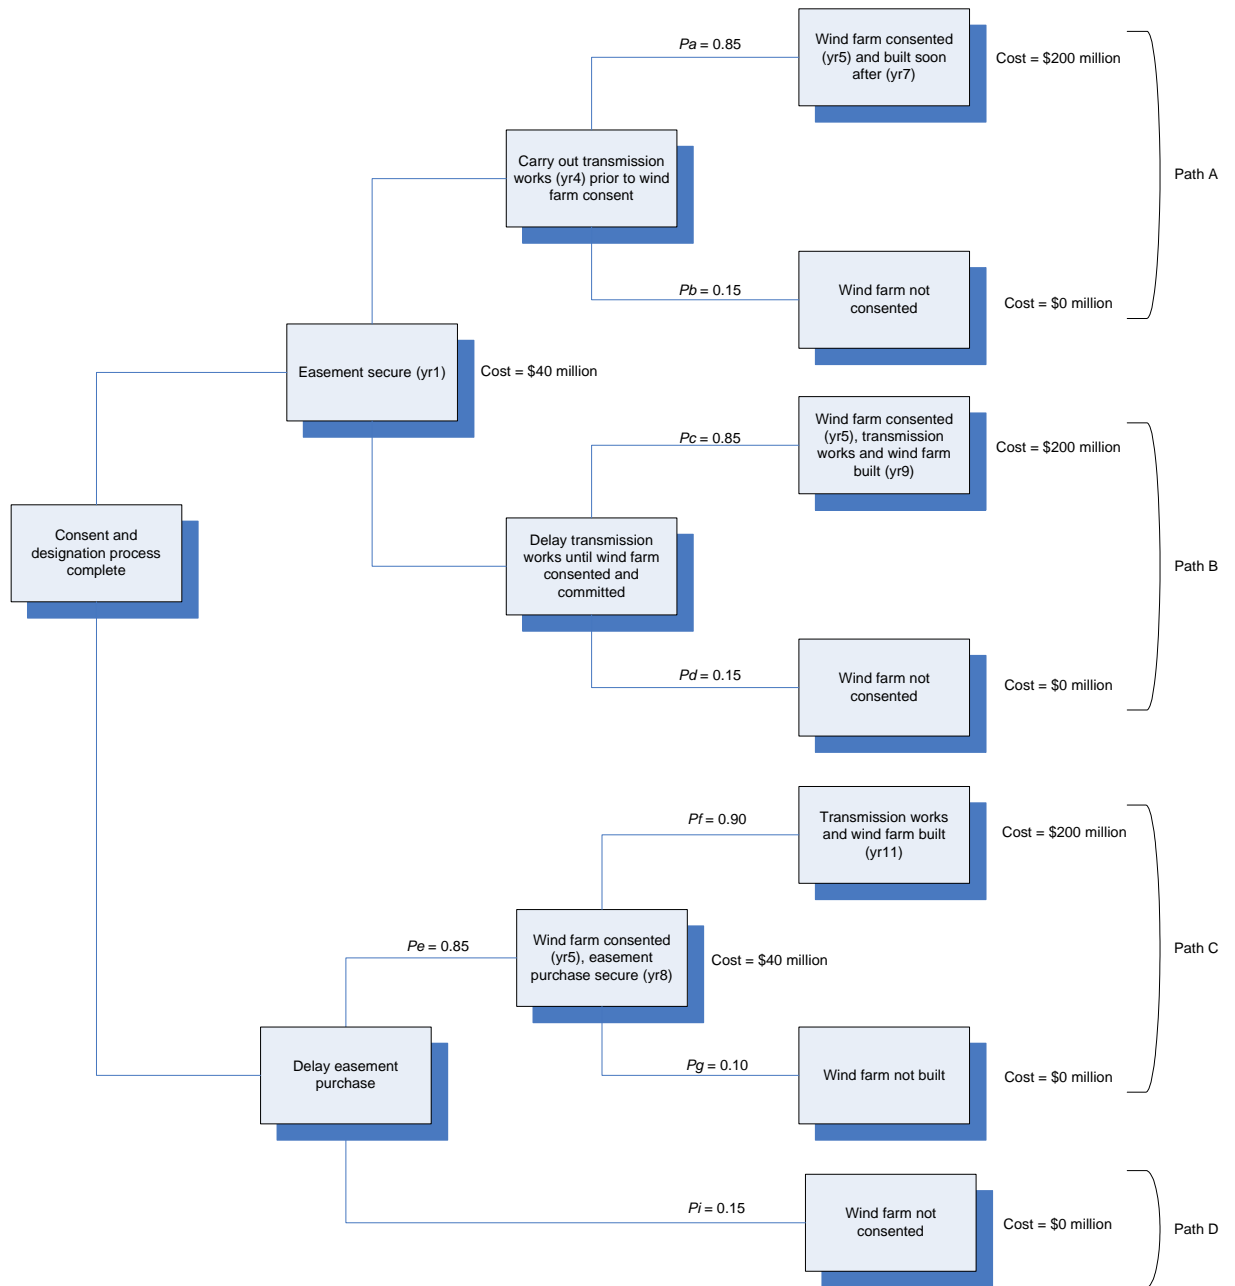 Pa = 0.85
Wind farm consented
(yr5) and built soon
after (yr7)
Cost = $200 million
Carry out transmission
works (yr4) prior to wind
farm consent
Path A
Pb = 0.15
Wind farm not
consented
Cost = $0 million
Easement secure (yr1)
Cost = $40 million
Pc = 0.85
Wind farm consented
(yr5), transmission
works and wind farm
built (yr9)
Cost = $200 million
Consent and
designation process
complete
Delay transmission
works until wind farm
consented and
committed
Path B
Pd = 0.15
Wind farm not
consented
Cost = $0 million
Pf = 0.90
Transmission works
and wind farm built
(yr11)
Cost = $200 million
Pe = 0.85
Wind farm consented
(yr5), easement
purchase secure (yr8)
Cost = $40 million
Path C
Delay easement
purchase
Pg = 0.10
Wind farm not built
Cost = $0 million
Pi = 0.15
Wind farm not
consented
Cost = $0 million
Path D